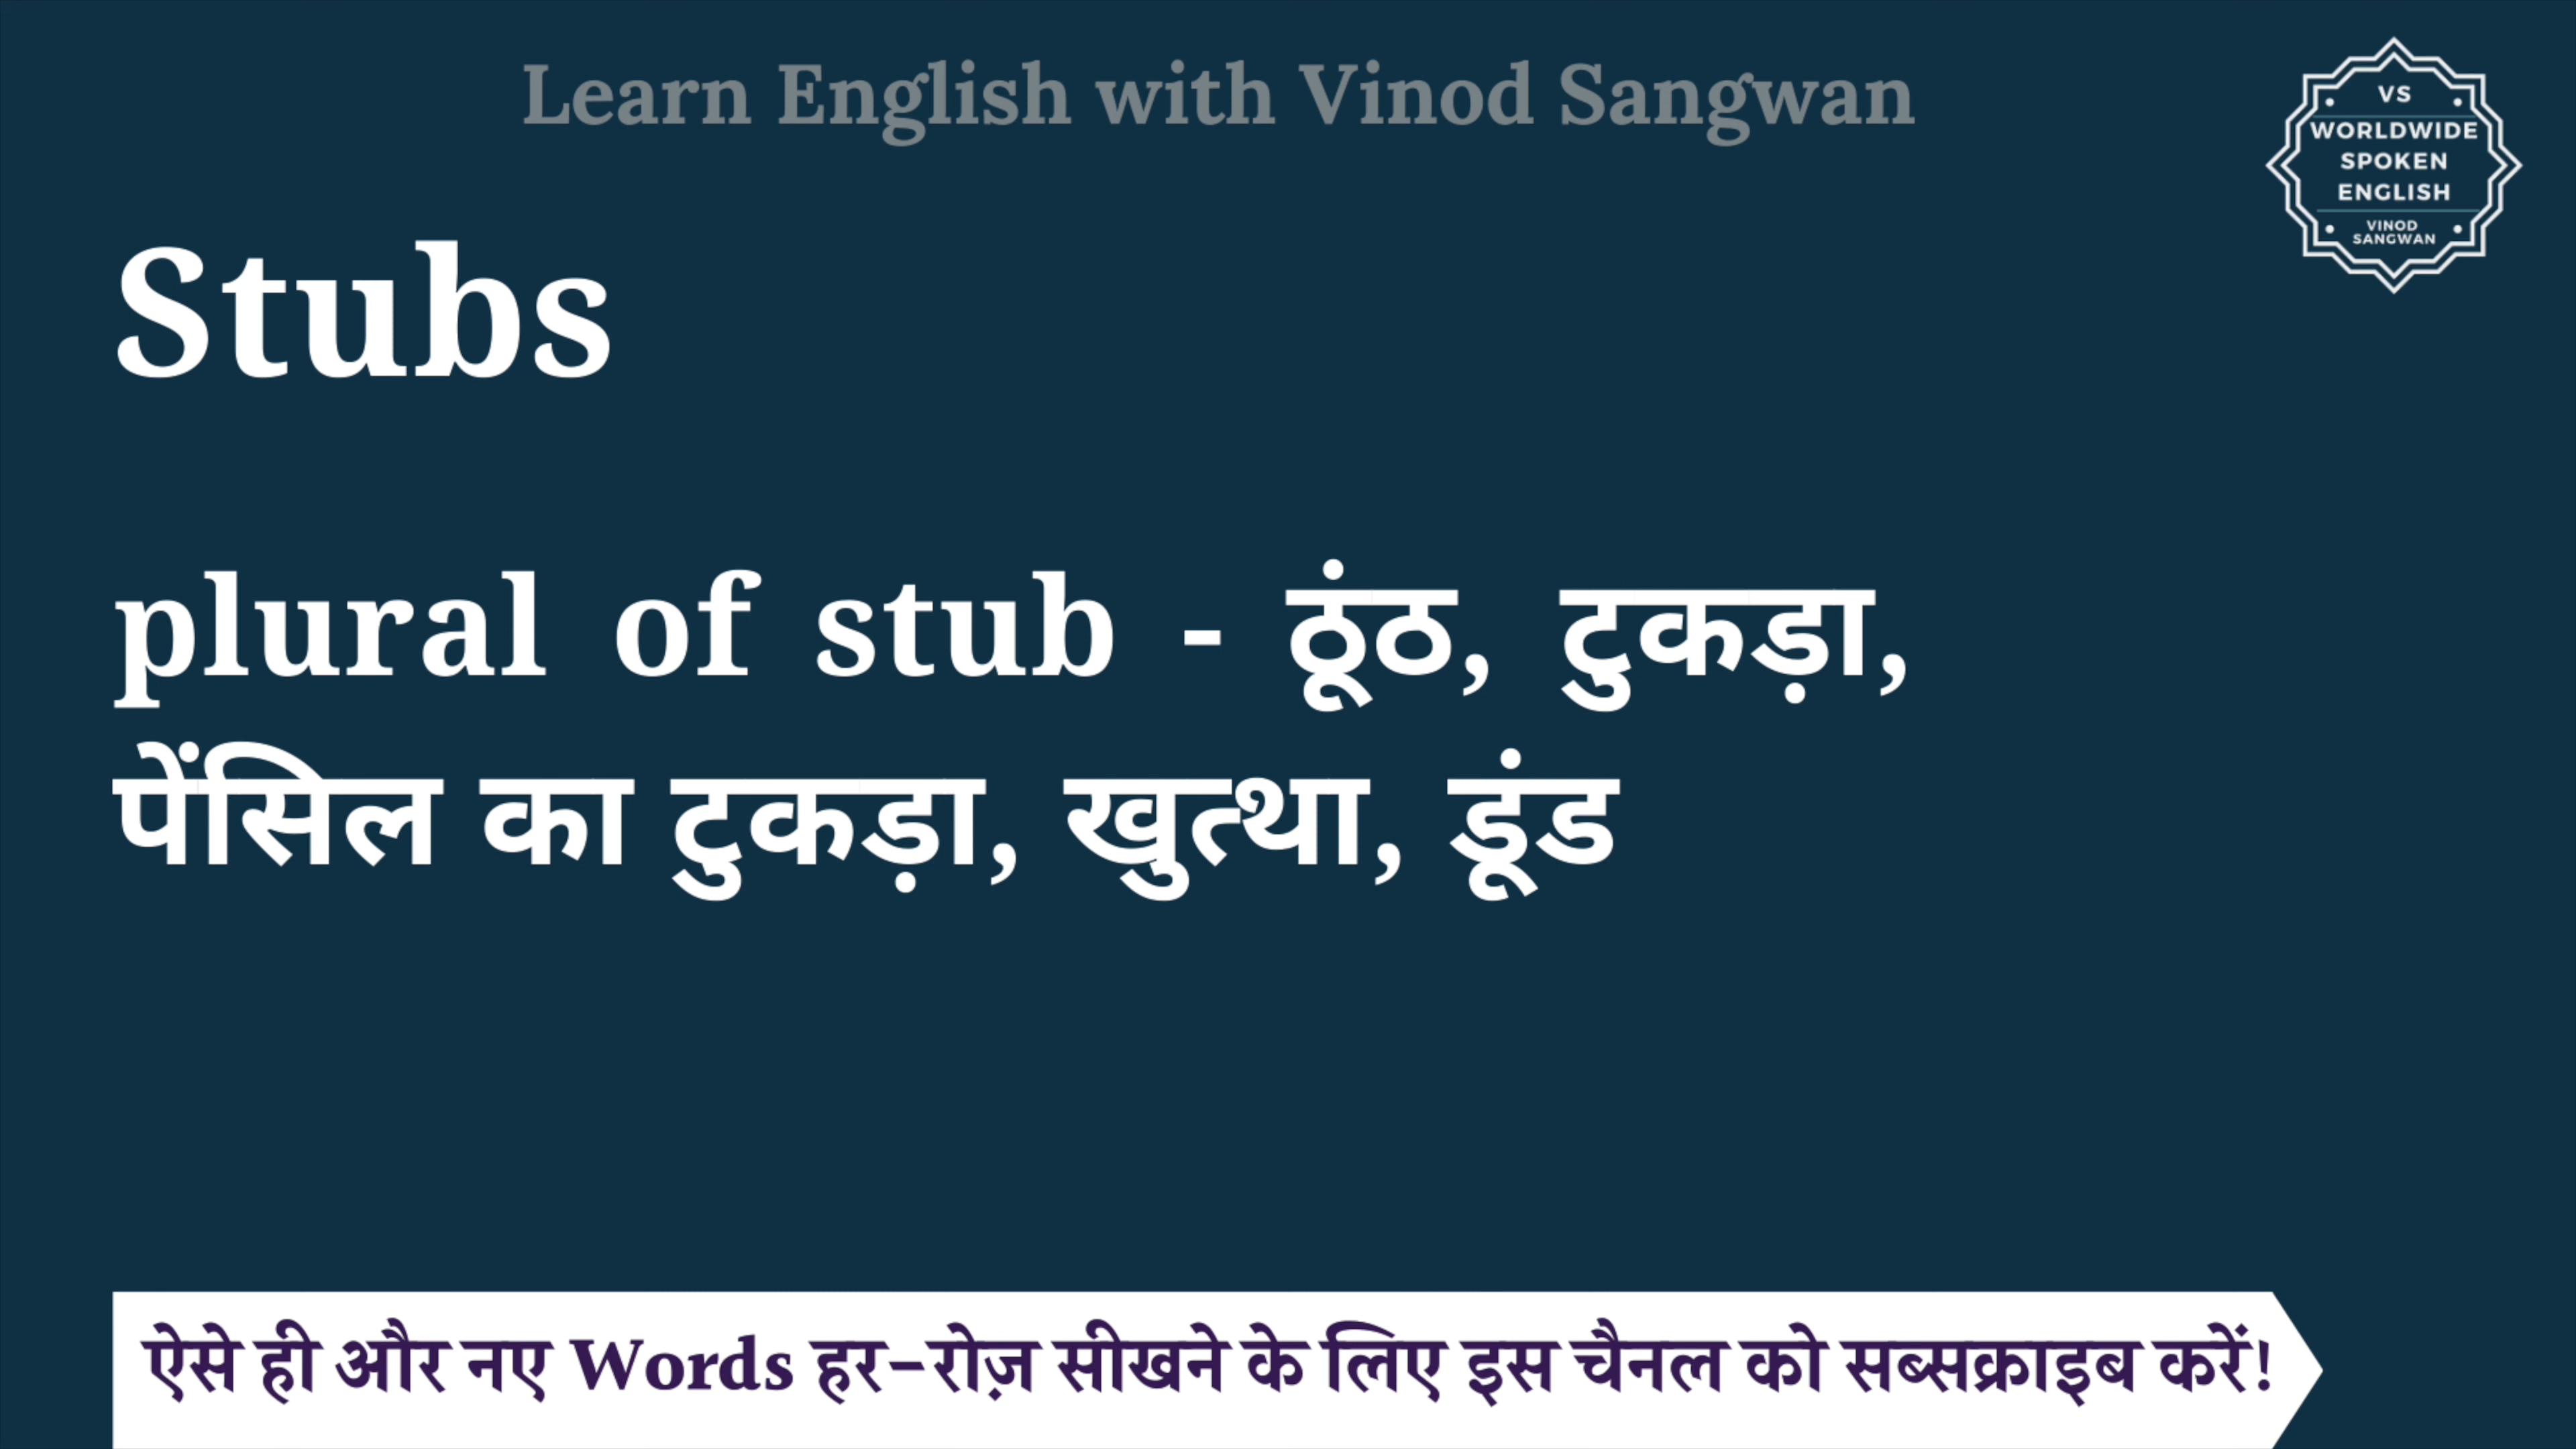 Learn English with Vinod Sangwan
VS
WORLDWIDE
SPOKEN
ENGLISH
VINOD
SANGWAN
Stubs
plural of stub - ठूंठ, टुकड़ा,
पेंसिल का टुकड़ा, खुत्था, डूंड
ऐसे ही और नए Words हर–रोज़ सीखने के लिए इस चैनल को सब्सक्राइब करें!